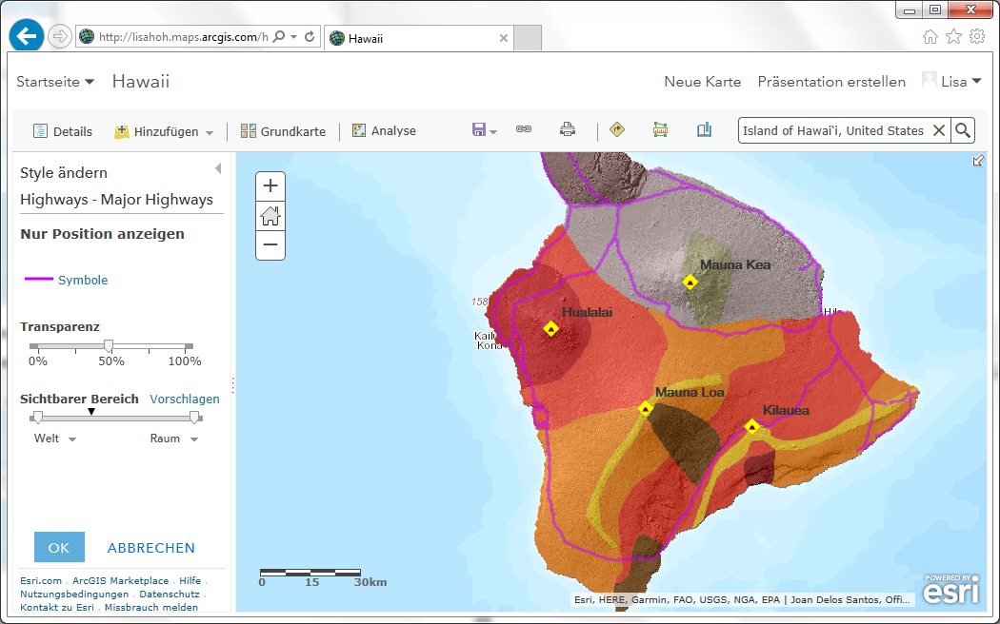 http://lisahoh.maps.arcgis.com/h
Hawaii
Startseite
Hawaii
Neue Karte
Präsentation erstellen
Lisa
Details
Hinzufügen
Grundkarte
Analyse
Island of Hawai`i, United States
Style ändern
Highways - Major Highways
Nur Position anzeigen
Symbole
Transparenz
0%
50%
100%
Sichtbarer Bereich
Vorschlagen
Welt
Raum
OK
ABBRECHEN
Esri.com . ArcGIS Marketplace . Hilfe .
Nutzungsbedingungen . Datenschutz .
Kontakt zu Esri . Missbrauch melden
Mauna Kea
158
Hualalai
Hil
Kailu
Kona
Mauna Loa
Kilauea
0 15 30km
Esri, HERE, Garmin, FAO, USGS, NGA, EPA | Joan Delos Santos, Offi...
POWERED BY
esri